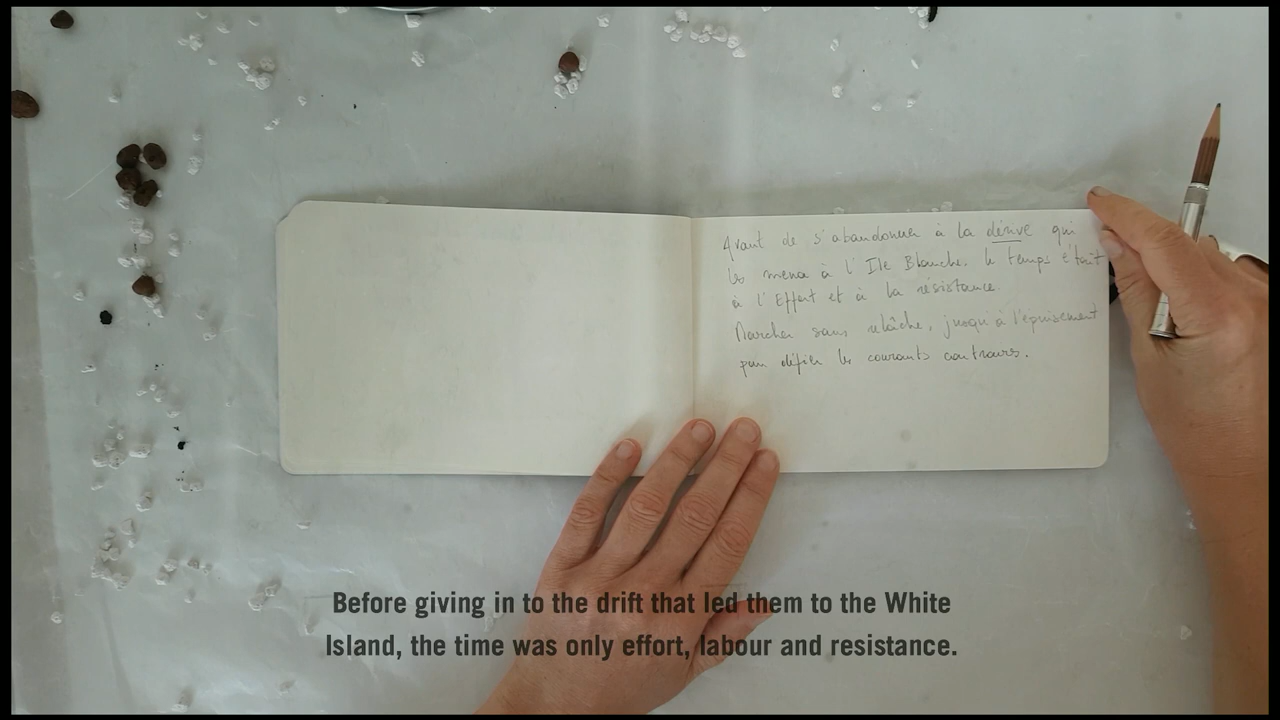 Avant de s'abandonner à la dérive qui
les mena à l'Ile Blanche, le temps était
à l'Effort et à la résistance.
Marcher sans relâche, jusqu'à l'épuisement
pour défier les courants contraires.
Before giving in to the drift that led them to the White
Island, the time was only effort, labour and resistance.